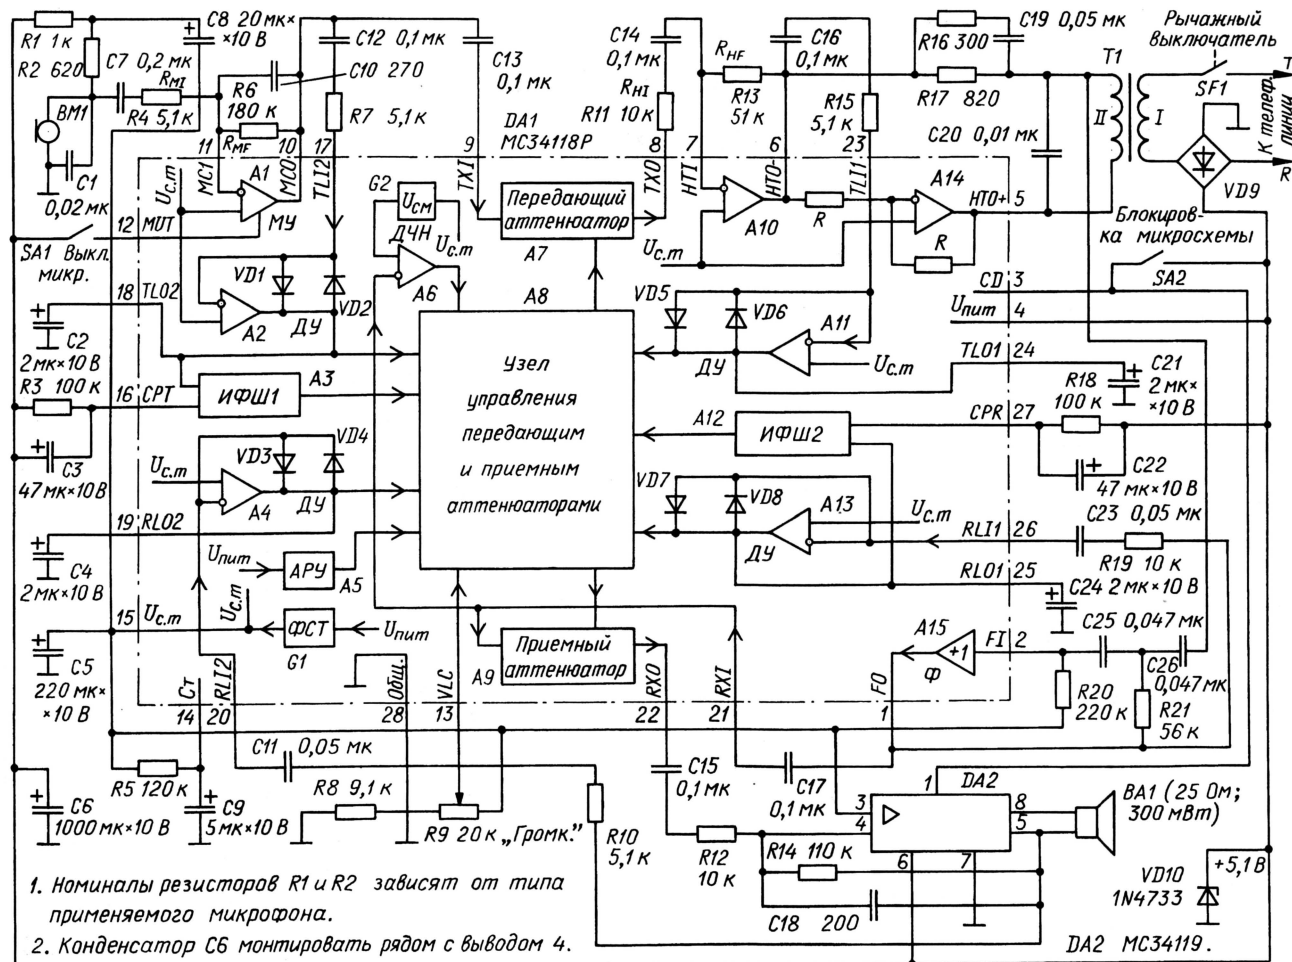 R1 1к
R2 620
C7 0,2 мк
C8 20 мк×
×10 В
C12 0,1 мк
C10 270
C13
0,1 мк
C14
0,1 мк
RHF
C16
0,1 мк
C19 0,05 мк
R16 300
Рычажный
выключатель
T1
T
SF1
К телеф.
линии
R
RMI
R4 5,1 к
R6
180 к
RMF
R7 5,1 к
DA1
MC34118P
RHI
R11 10к
R13
51 к
R15
5,1 к
R17 820
C20 0,01 мк
II
I
VD9
BM1
C1
0,02 мк
11
10
17
9
8
7
6
23
MC1
MCO
TLI2
TXI
TXO
HTI
HTO-
TLI1
A1
Uс.т
МУ
12
MUT
SA1 Выкл.
микр.
G2
Uсм
ДЧН
Uс.т
A6
Передающий
аттенюатор
A7
Uс.т
A10
R
A14
R
HTO+
5
Блокиров-
ка микросхемы
SA2
CD
3
Uпит
4
18
TLO2
C2
2мк×10 В
VD1
VD2
A2
ДУ
A8
Узел
управления
передающим
и приемным
аттенюаторами
VD5
VD6
A11
ДУ
Uс.т
TLO1
24
C21
2 мк×
×10 В
R3 100 к
16
CPT
ИФШ1
A3
A12
ИФШ2
CPR
27
R18
100 к
C22
47 мк×10 В
C3
47 мк×10В
Uс.т
VD3
VD4
A4
ДУ
VD7
VD8
A13
ДУ
Uс.т
RLI1
26
C23 0,05 мк
R19 10 к
19
RLO2
C4
2мк×10 В
Uпит
АРУ
A5
RLO1
25
C24 2 мк×10 В
C25 0,047 мк
15
Uс.т
Uс.т
ФСТ
G1
Uпит
Приемный
аттенюатор
A9
A15
+1
Ф
FI
2
C26
0,047 мк
R20
220 к
R21
56 к
C5
220 мк×
×10 В
Ст
14
RLI2
20
Общ.
28
VLC
13
RXO
22
RXI
21
FO
1
C11 0,05 мк
R5 120 к
R8 9,1 к
R9 20 к „Громк."
C15
0,1 мк
C17
0,1 мк
C6
1000 мк×10 В
C9
5 мк×10 В
R10
5,1 к
R12
10 к
R14 110 к
C18 200
1
DA2
3
4
8
5
6
7
BA1 (25 Ом;
300 мВт)
+5,1 В
VD10
1N4733
1. Номиналы резисторов R1 и R2 зависят от типа
применяемого микрофона.
2. Конденсатор C6 монтировать рядом с выводом 4.
DA2 MC34119.